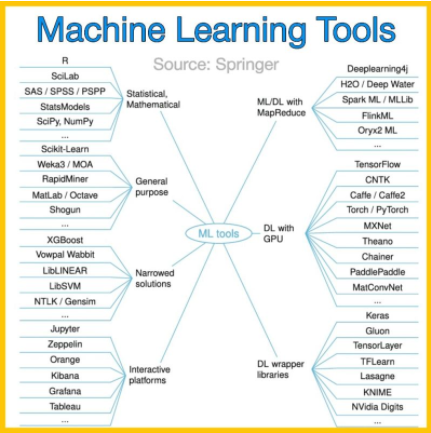 Machine Learning Tools
Source: Springer
R
SciLab
SAS / SPSS / PSPP
StatsModels
SciPy, NumPy
...
Statistical,
Mathematical
Scikit-Learn
Weka3 / MOA
RapidMiner
MatLab / Octave
Shogun
...
General
purpose
XGBoost
Vowpal Wabbit
LibLINEAR
LibSVM
NTLK / Gensim
...
Narrowed
solutions
Jupyter
Zeppelin
Orange
Kibana
Grafana
Tableau
...
Interactive
platforms
ML tools
ML/DL with
MapReduce
Deeplearning4j
H2O / Deep Water
Spark ML / MLLib
FlinkML
Oryx2 ML
...
DL with
GPU
TensorFlow
CNTK
Caffe / Caffe2
Torch / PyTorch
MXNet
Theano
Chainer
PaddlePaddle
MatConvNet
...
DL wrapper
libraries
Keras
Gluon
TensorLayer
TFLearn
Lasagne
KNIME
NVidia Digits
...